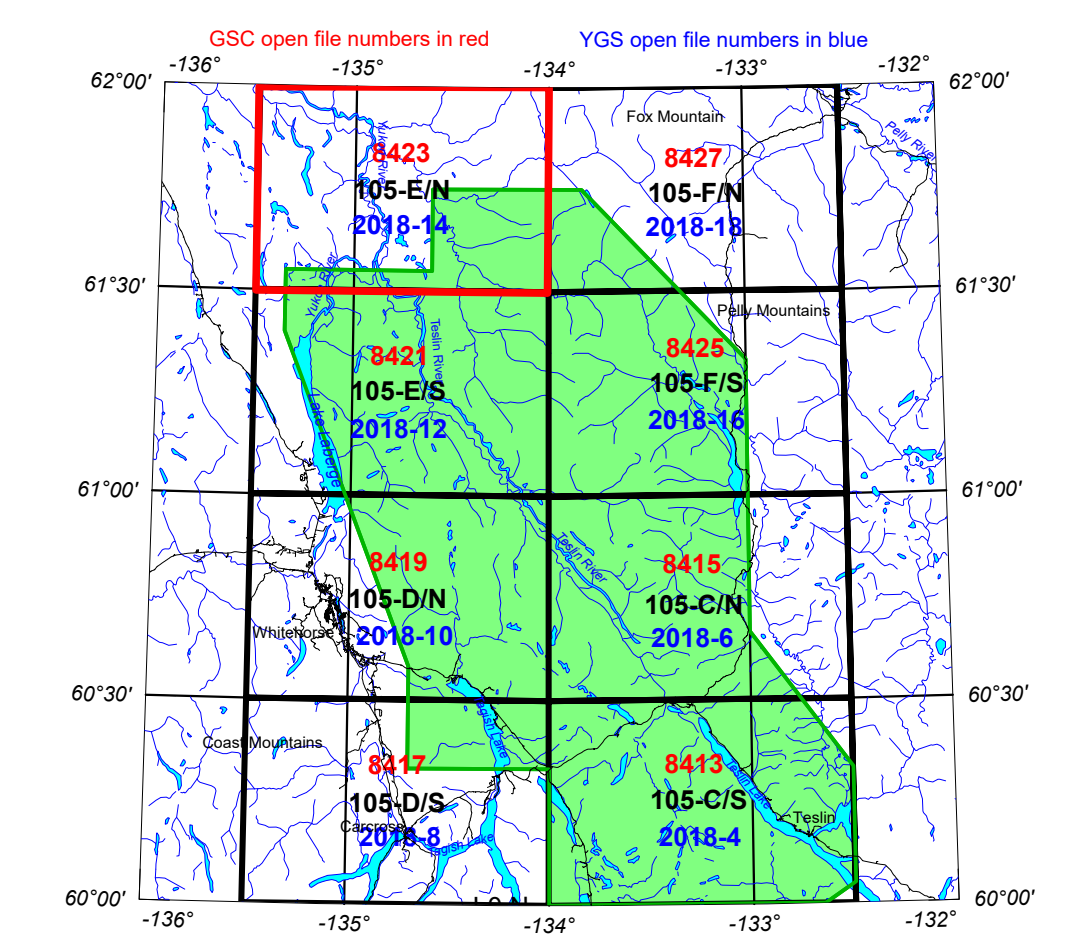 GSC open file numbers in red
YGS open file numbers in blue
-136°
-135°
-134°
-133°
-132°
62°00'
62°00'
Fox Mountain
Pelly River
Yukon River
8423
105-E/N
2018-14
8427
105-F/N
2018-18
61°30'
61°30'
Yukon River
Pelly Mountains
Teslin River
8421
105-E/S
2018-12
8425
105-F/S
2018-16
Lake Laberge
61°00'
61°00'
Teslin River
8419
105-D/N
2018-10
8415
105-C/N
2018-6
Whitehorse
60°30'
60°30'
Tagish Lake
Coast Mountains
8417
105-D/S
2018-8
8413
105-C/S
2018-4
Teslin Lake
Teslin
Carcross
Tagish Lake
60°00'
60°00'
-136°
-135°
-134°
-133°
-132°